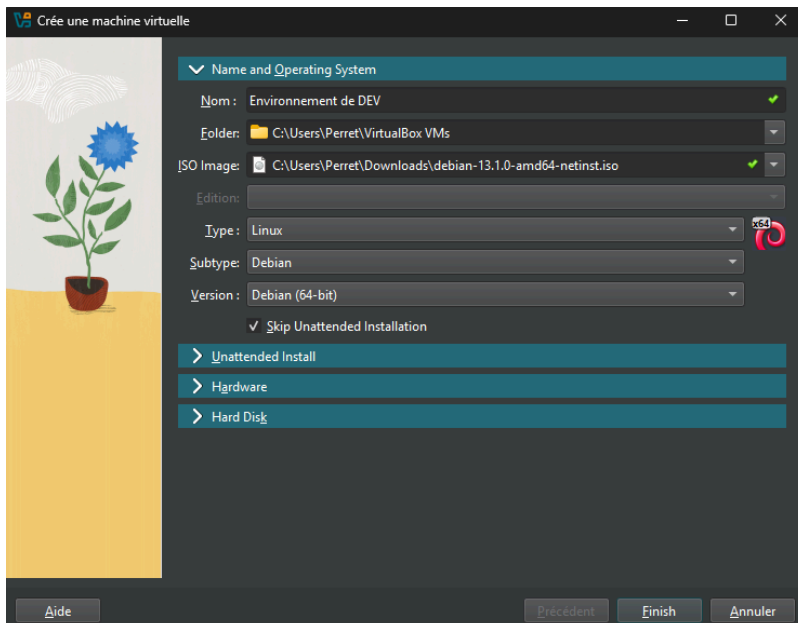 Crée une machine virtuelle
Name and Operating System
Nom : Environnement de DEV
Folder: C:\Users\Perret\VirtualBox VMs
ISO Image: C:\Users\Perret\Downloads\debian-13.1.0-amd64-netinst.iso
Edition:
Type : Linux
x64
Subtype: Debian
Version : Debian (64-bit)
Skip Unattended Installation
Unattended Install
Hardware
Hard Disk
Aide Précédent Finish Annuler